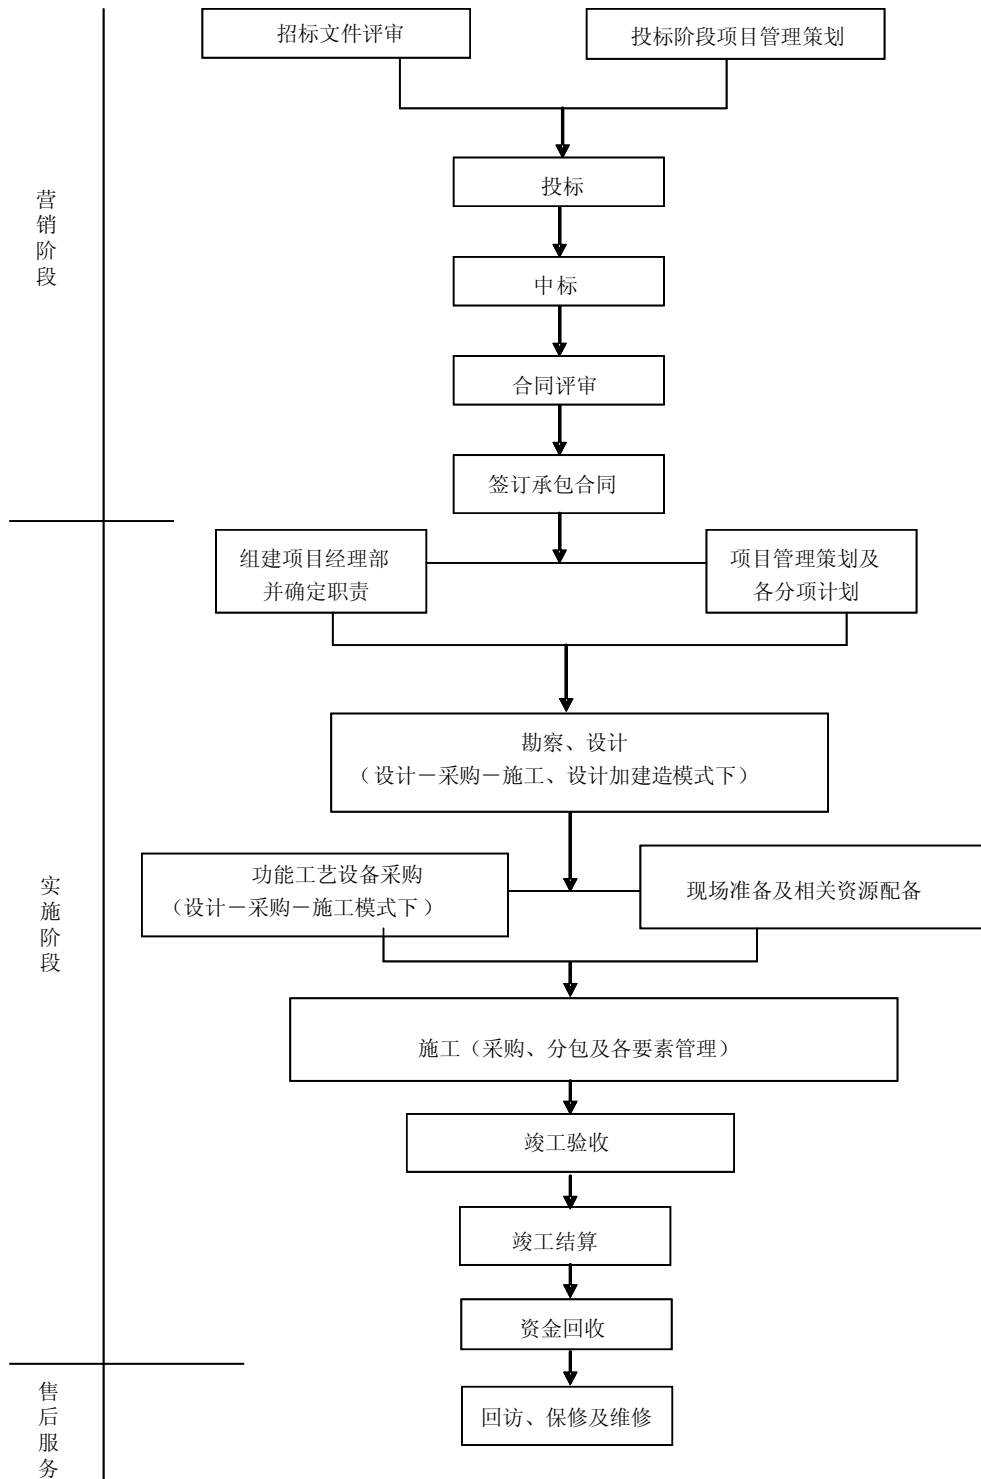 招标文件评审
投标阶段项目管理策划
营销阶段
投标
中标
合同评审
签订承包合同
组建项目经理部
并确定职责
项目管理策划及
各分项计划
勘察、设计
（设计－采购－施工、设计加建造模式下）
实施阶段
功能工艺设备采购
（设计－采购－施工模式下）
现场准备及相关资源配备
施工（采购、分包及各要素管理）
竣工验收
竣工结算
资金回收
售后服务
回访、保修及维修